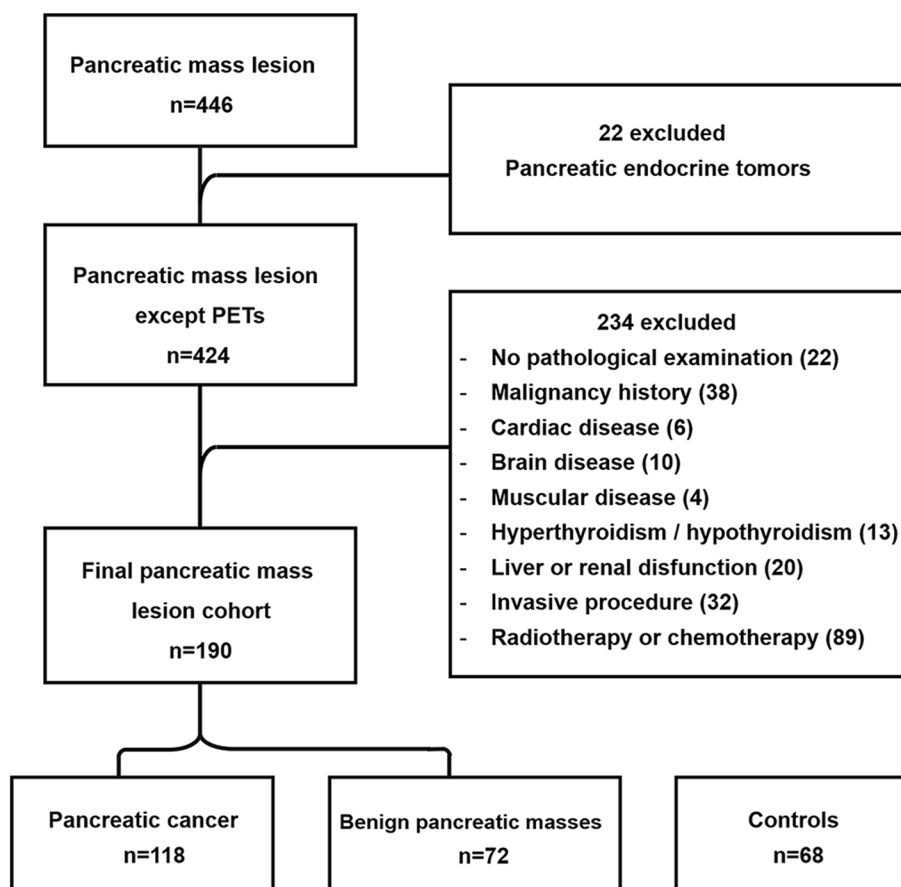 Pancreatic mass lesion
n=446
22 excluded
Pancreatic endocrine tomors
Pancreatic mass lesion
except PETs
n=424
234 excluded
- No pathological examination (22)
- Malignancy history (38)
- Cardiac disease (6)
- Brain disease (10)
- Muscular disease (4)
- Hyperthyroidism / hypothyroidism (13)
- Liver or renal disfunction (20)
- Invasive procedure (32)
- Radiotherapy or chemotherapy (89)
Final pancreatic mass
lesion cohort
n=190
Pancreatic cancer
n=118
Benign pancreatic masses
n=72
Controls
n=68